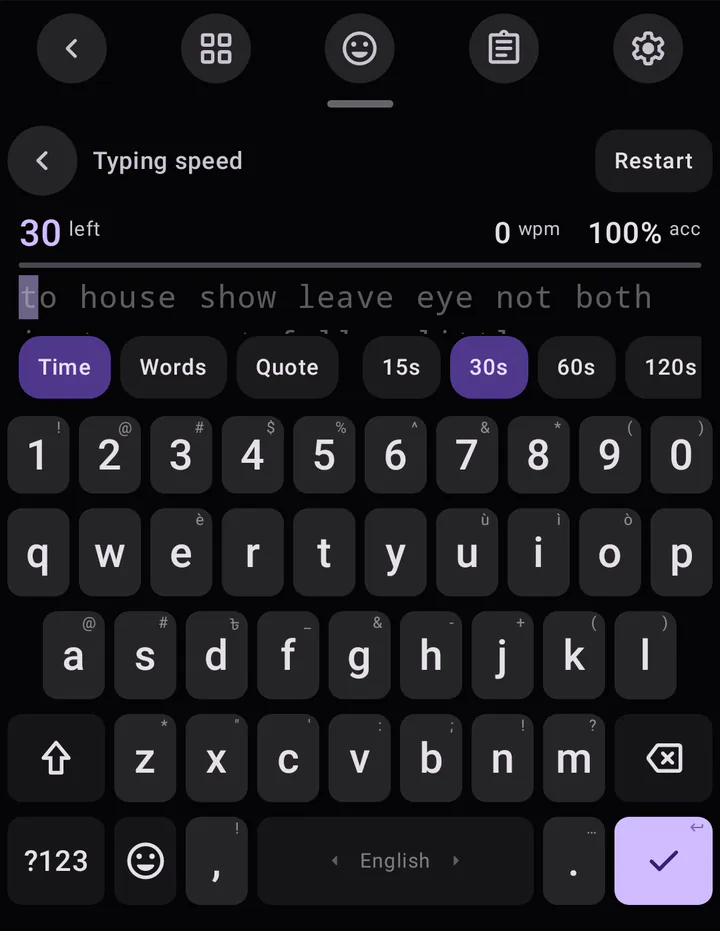 Typing speed
Restart
30 left
0 wpm 100% acc
to house show leave eye not both
Time Words Quote 15s 30s 60s 120s
! @ # $ % ^ & * ( )
1 2 3 4 5 6 7 8 9 0
è ù ì ò
q w e r t y u i o p
@ # ъ _ & - + ( )
a s d f g h j k l
* " ' : ; ! ?
z x c v b n m
! …
?123 , English .